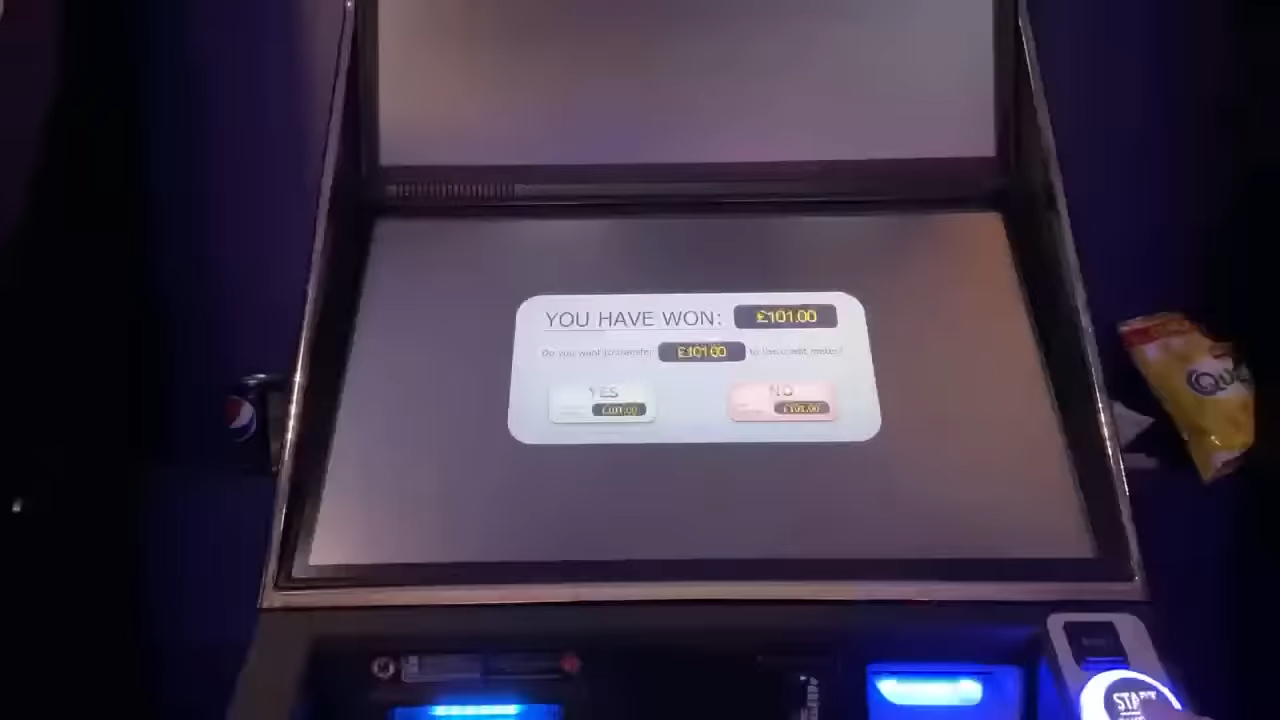 YOU HAVE WON: £101.00
Do you want to transfer £101.00 to the credit meter?
YES
£101.00
NO
£101.00